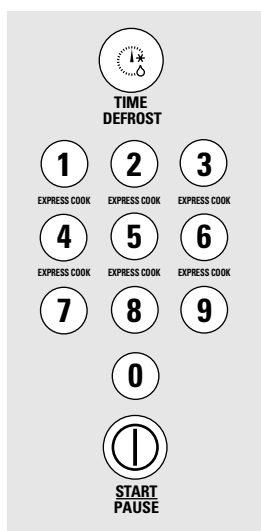 TIME
DEFROST
1 2 3
EXPRESS COOK EXPRESS COOK EXPRESS COOK
4 5 6
EXPRESS COOK EXPRESS COOK EXPRESS COOK
7 8 9
0
START
PAUSE